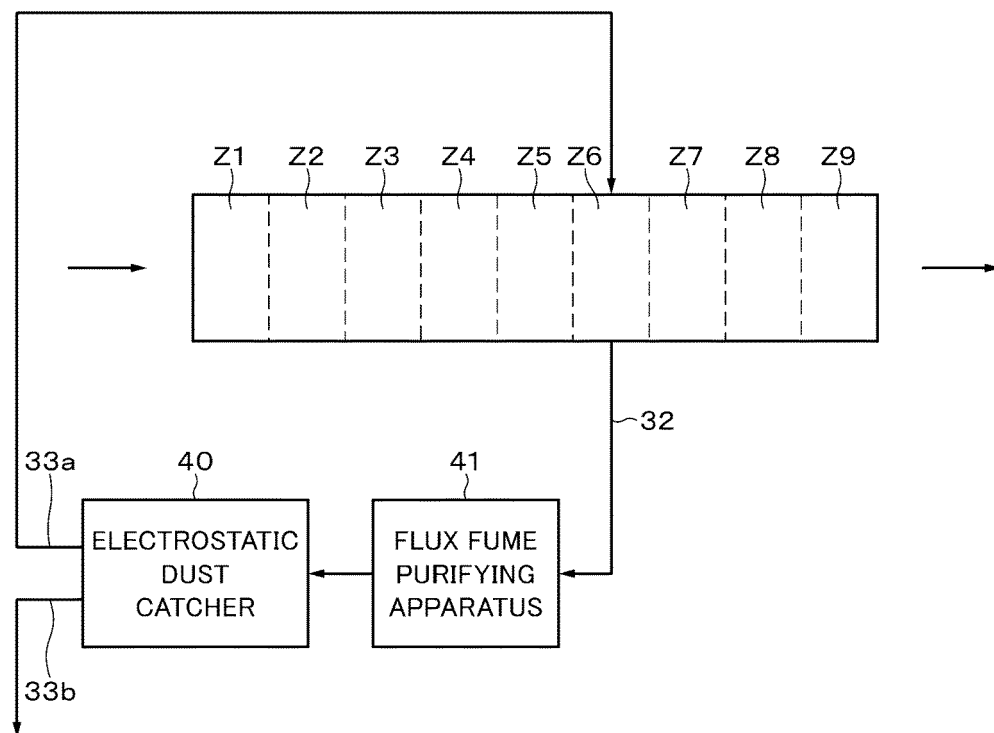 Z1 Z2 Z3 Z4 Z5 Z6 Z7 Z8 Z9
32
33a
40
41
ELECTROSTATIC
DUST
CATCHER
FLUX FUME
PURIFYING
APPARATUS
33b